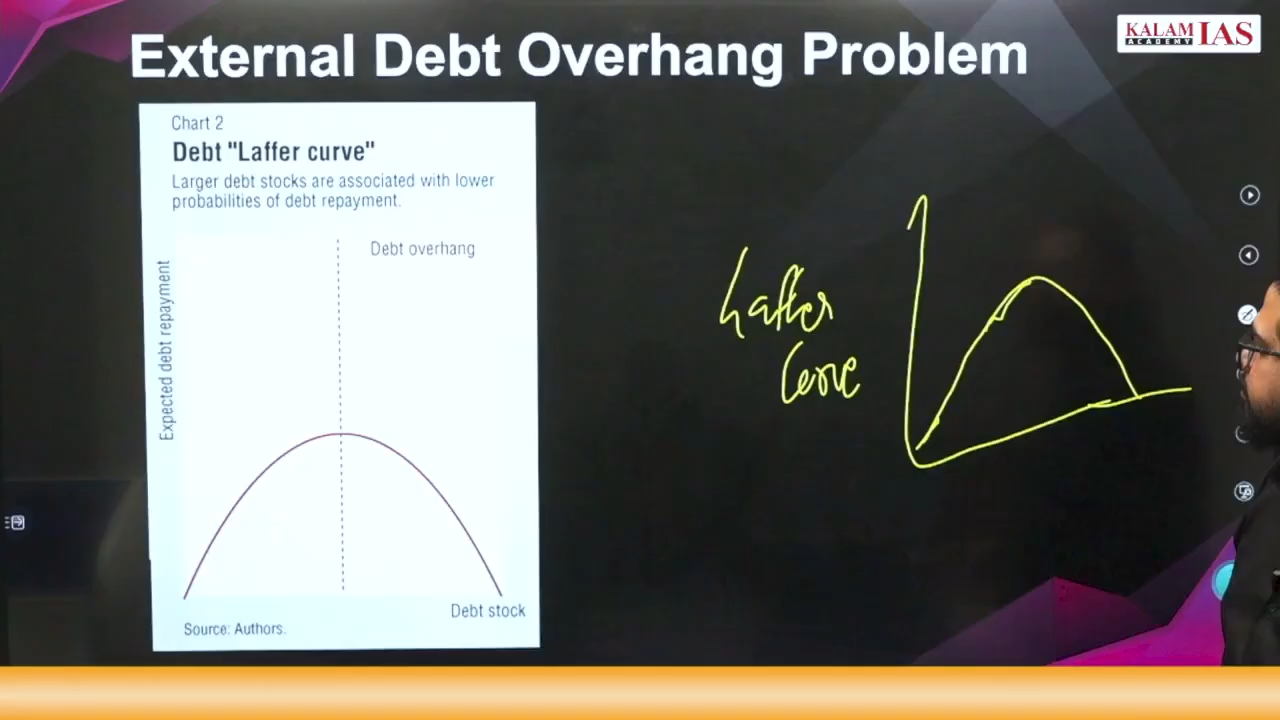 External Debt Overhang Problem
KALAM
ACADEMY IAS
Chart 2
Debt "Laffer curve"
Larger debt stocks are associated with lower
probabilities of debt repayment.
Debt overhang
Expected debt repayment
Debt stock
Source: Authors.
Laffer
Curve